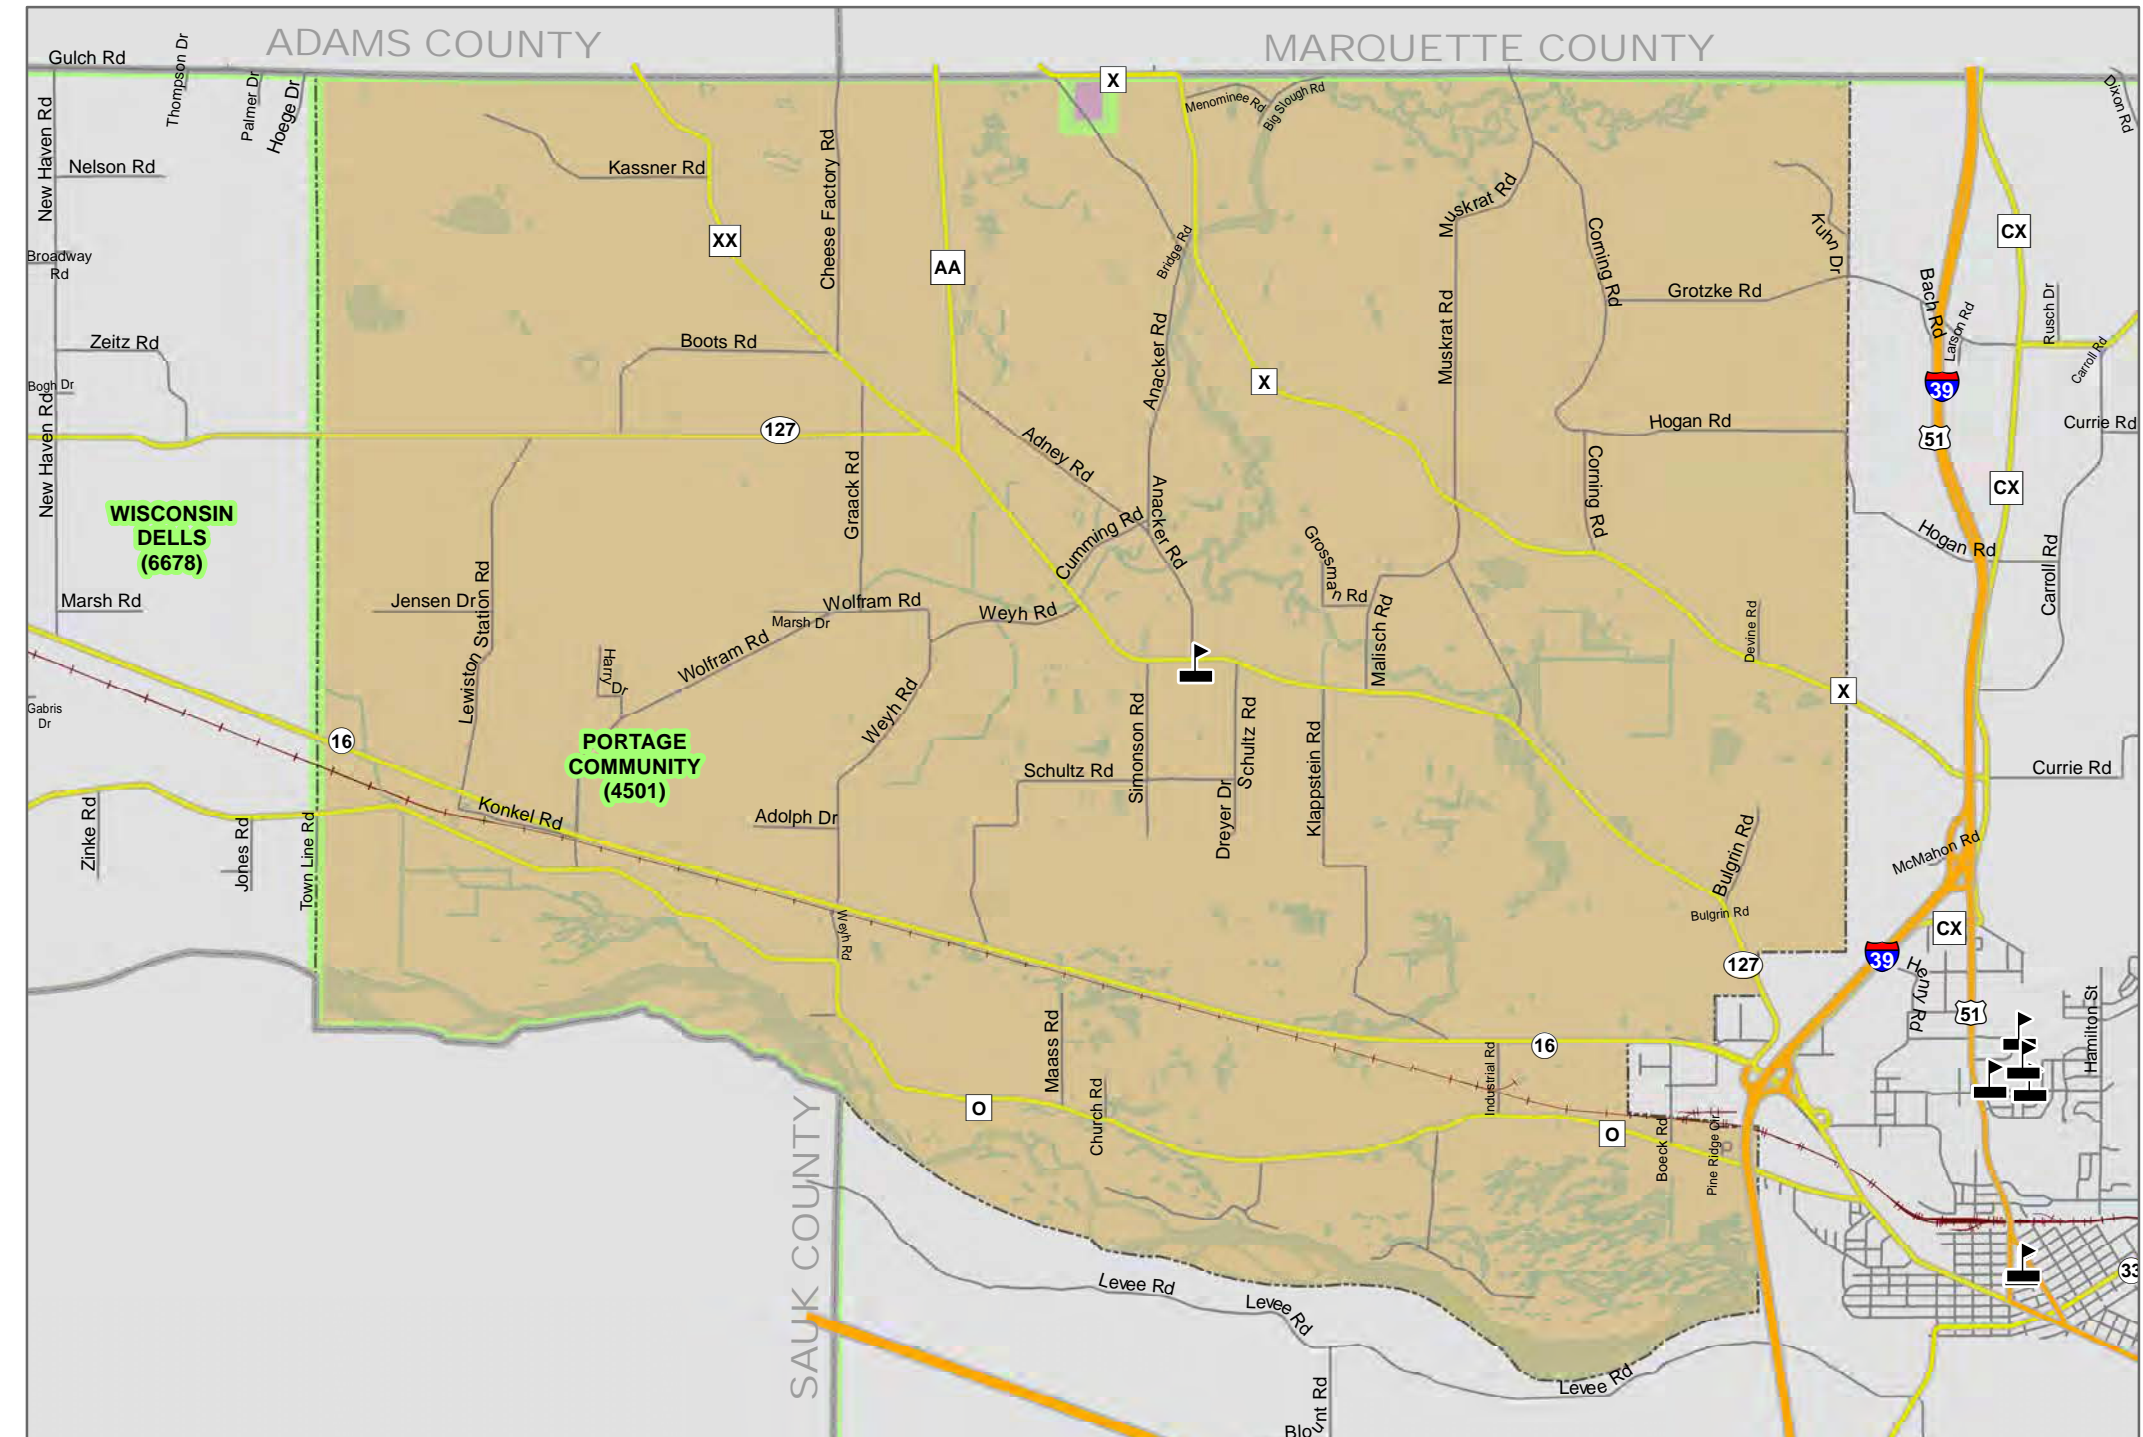 ADAMS COUNTY
MARQUETTE COUNTY
Gulch Rd
Thompson Dr
Palmer Dr
Hoege Dr
X
Menominee Rd
Big Slough Rd
Dixon Rd
New Haven Rd
Nelson Rd
Kassner Rd
Cheese Factory Rd
Muskrat Rd
XX
AA
Bridge Rd
Corning Rd
Kuhn Dr
CX
Broadway
Rd
Grotzke Rd
Bach Rd
Larson Rd
Rusch Dr
Carroll Rd
Zeitz Rd
Boots Rd
Anacker Rd
Muskrat Rd
X
39
Bogh Dr
New Haven Rd
127
Adney Rd
Hogan Rd
51
Currie Rd
Graack Rd
Anacker Rd
Corning Rd
CX
WISCONSIN
DELLS
(6678)
Cumming Rd
Anacker Rd
Grossman Rd
Hogan Rd
Carroll Rd
Marsh Rd
Jensen Dr
Lewiston Station Rd
Wolfram Rd
Marsh Dr
Weyh Rd
Malisch Rd
Devine Rd
Harry Dr
Wolfram Rd
Weyh Rd
X
Gabris
Dr
16
PORTAGE
COMMUNITY
(4501)
Simonson Rd
Schultz Rd
Klappstein Rd
Schultz Rd
Dreyer Dr
Currie Rd
Konkel Rd
Adolph Dr
Zinke Rd
Jones Rd
Town Line Rd
Bulgrin Rd
McMahon Rd
Bulgrin Rd
Weyh Rd
CX
127
39
Henry Rd
51
Hamilton St
Maass Rd
16
Industrial Rd
Church Rd
O
O
Boeck Rd
Pine Ridge Cir
SAUK COUNTY
Levee Rd
Levee Rd
33
Levee Rd
Blount Rd